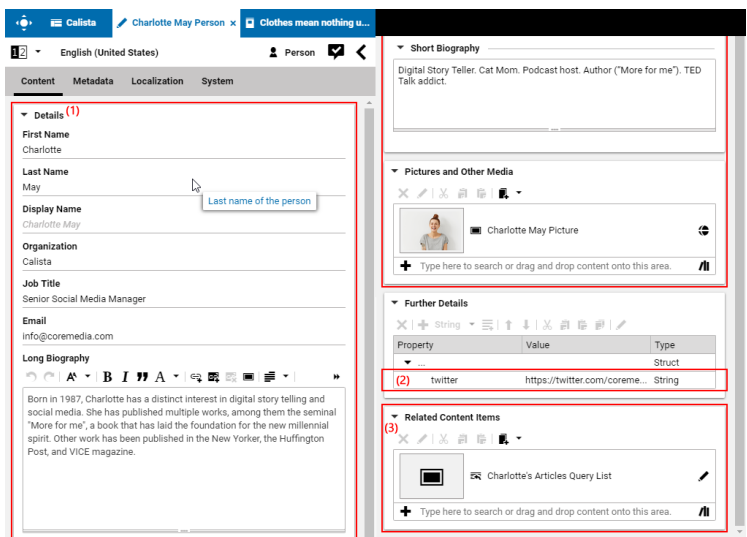 Calista
Charlotte May Person ×
Clothes mean nothing u...
12
English (United States)
Person
Content Metadata Localization System
Details (1)
First Name
Charlotte
Last Name
May
Last name of the person
Display Name
Charlotte May
Organization
Calista
Job Title
Senior Social Media Manager
Email
info@coremedia.com
Long Biography
Born in 1987, Charlotte has a distinct interest in digital story telling and
social media. She has published multiple works, among them the seminal
"More for me", a book that has laid the foundation for the new millennial
spirit. Other work has been published in the New Yorker, the Huffington
Post, and VICE magazine.
Short Biography
Digital Story Teller. Cat Mom. Podcast host. Author ("More for me"). TED
Talk addict.
Pictures and Other Media
Charlotte May Picture
Type here to search or drag and drop content onto this area.
Further Details
String
Property Value Type
... Struct
(2) twitter https://twitter.com/coreme... String
Related Content Items
(3)
Charlotte's Articles Query List
Type here to search or drag and drop content onto this area.